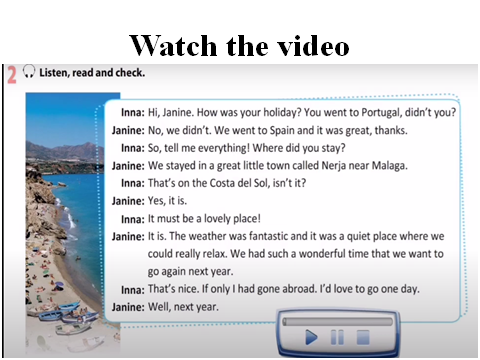 Watch the video
2 Listen, read and check.
Inna: Hi, Janine. How was your holiday? You went to Portugal, didn't you?
Janine: No, we didn't. We went to Spain and it was great, thanks.
Inna: So, tell me everything! Where did you stay?
Janine: We stayed in a great little town called Nerja near Malaga.
Inna: That's on the Costa del Sol, isn't it?
Janine: Yes, it is.
Inna: It must be a lovely place!
Janine: It is. The weather was fantastic and it was a quiet place where we
could really relax. We had such a wonderful time that we want to
go again next year.
Inna: That's nice. If only I had gone abroad. I'd love to go one day.
Janine: Well, next year.